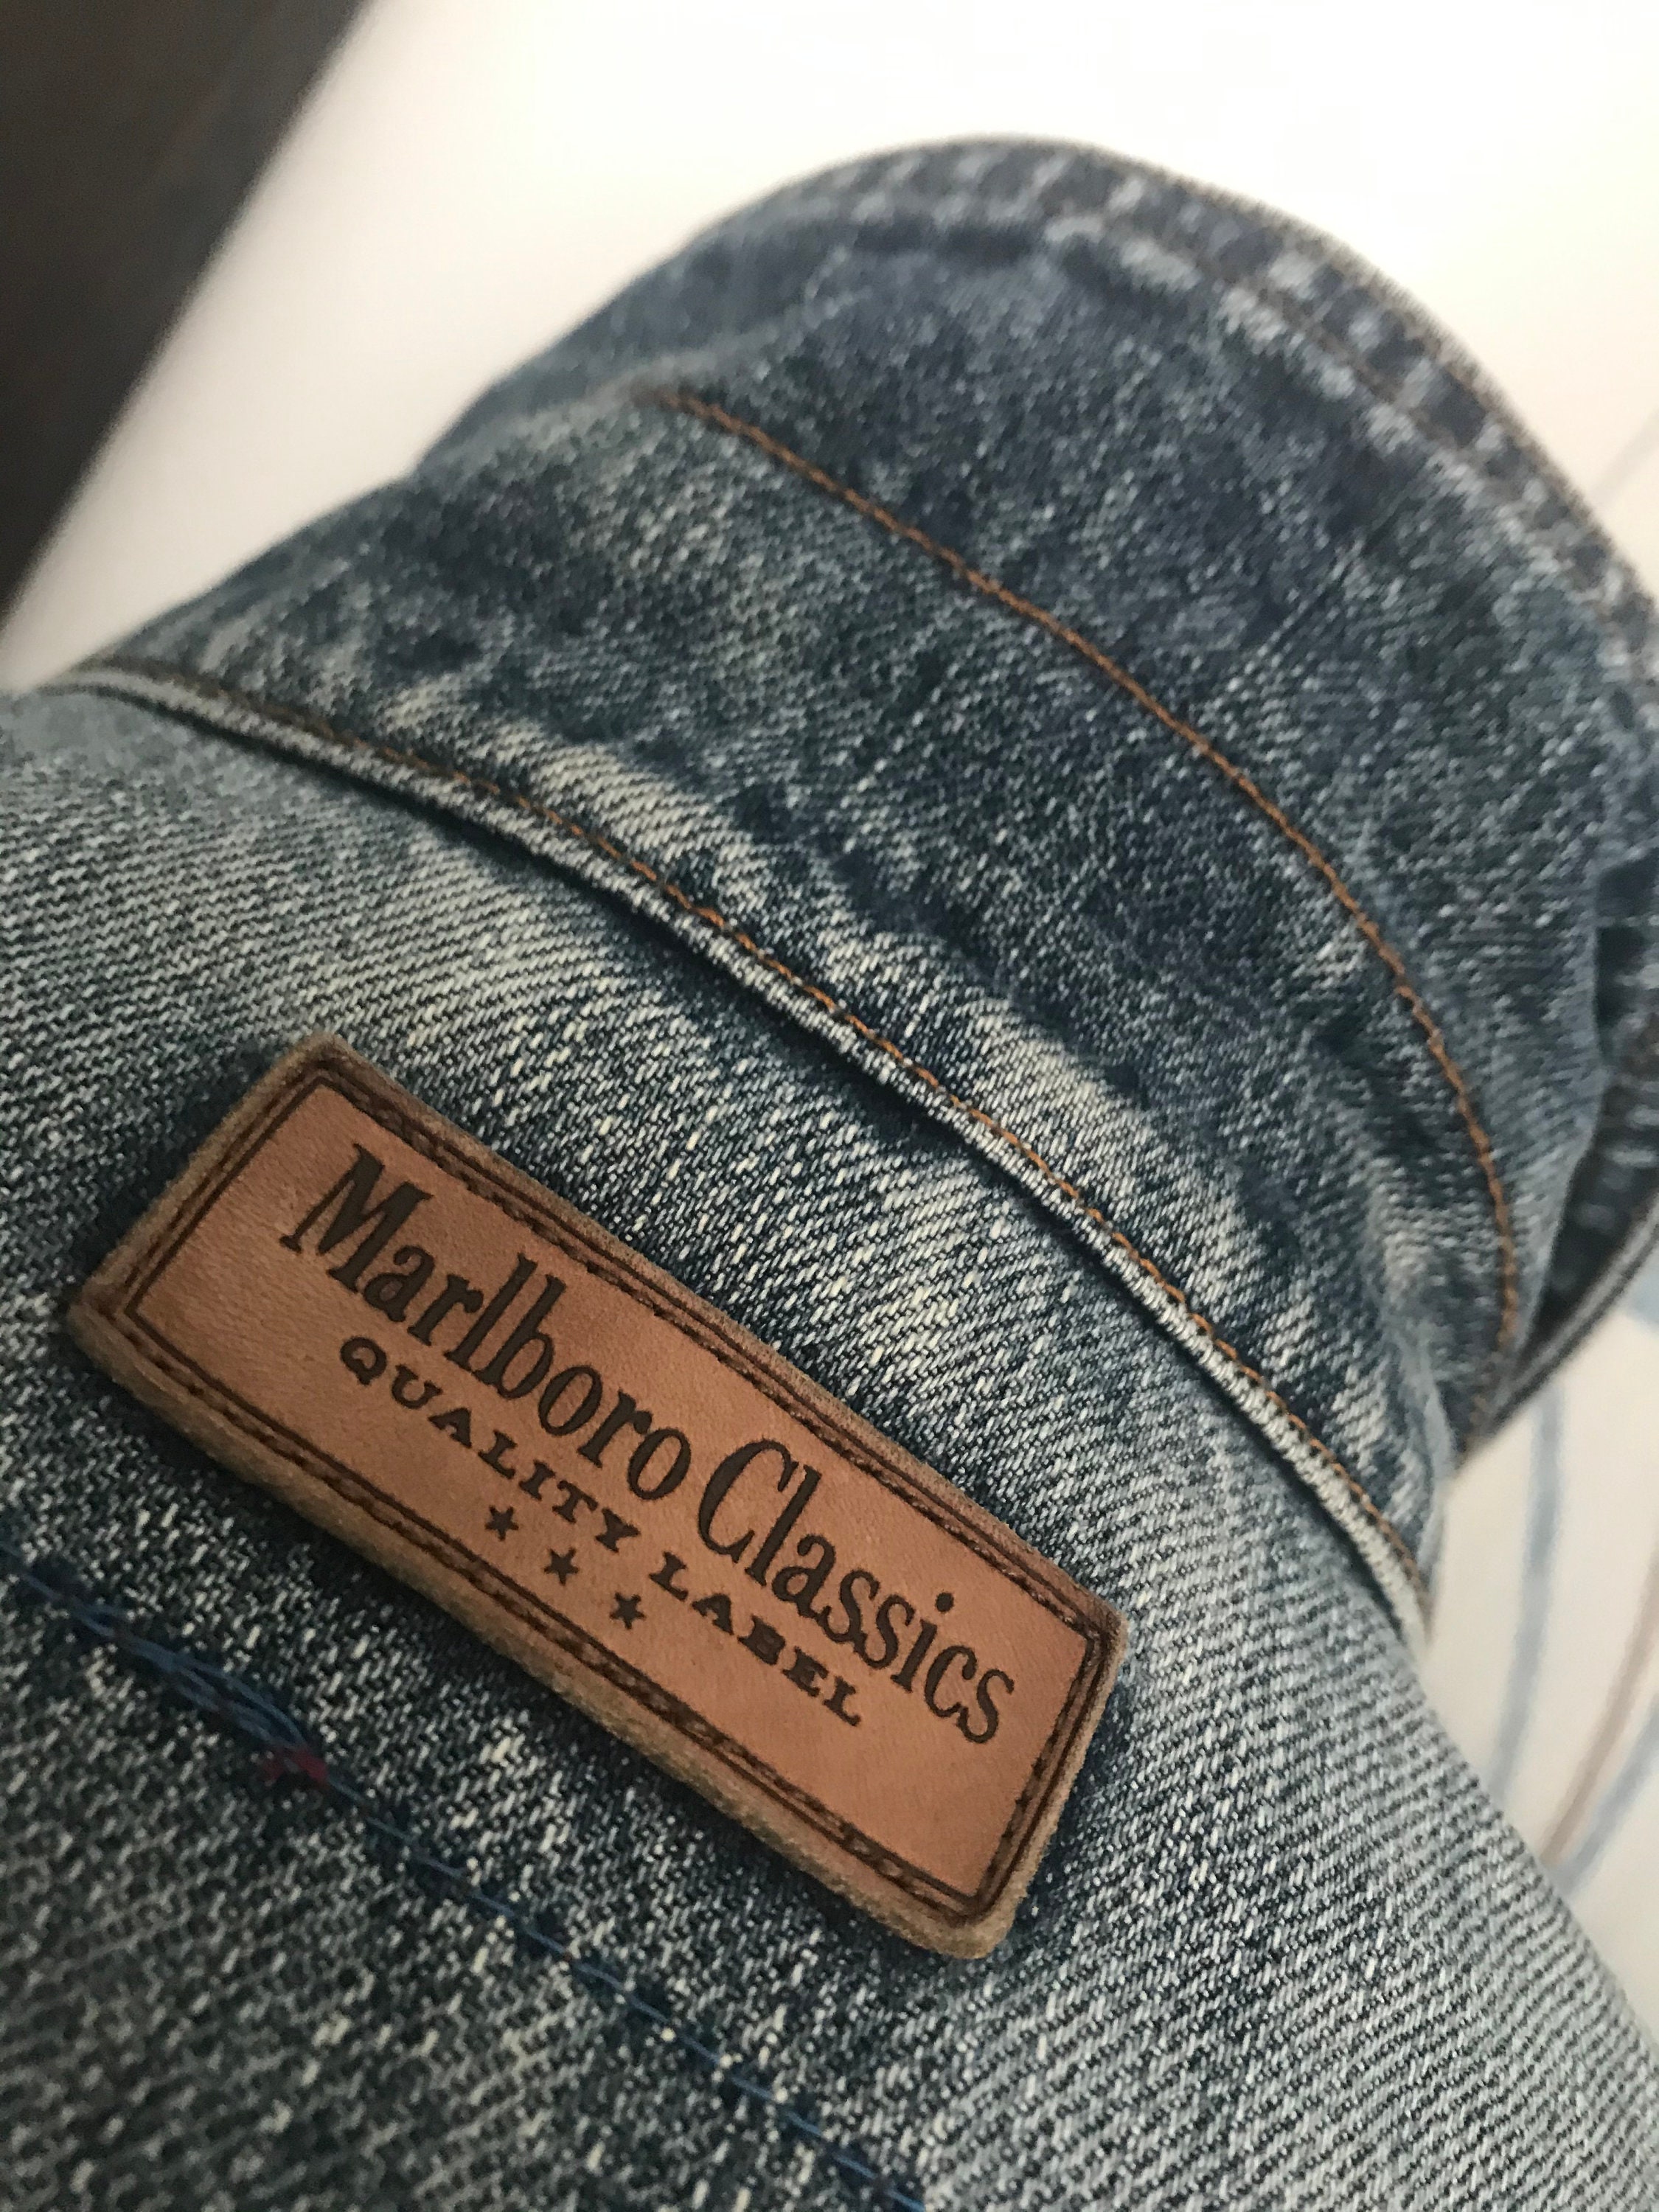 Marlboro Classics
QUALITY LABEL
★ ★ ★